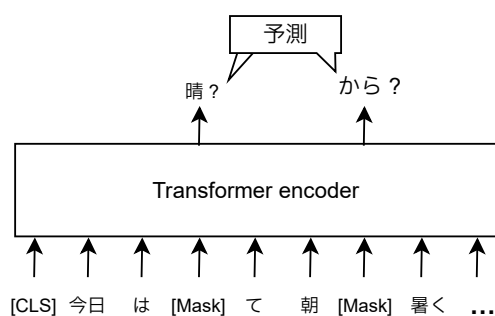 予測
晴？
から？
Transformer encoder
[CLS] 今日 は [Mask] て 朝 [Mask] 暑く ...